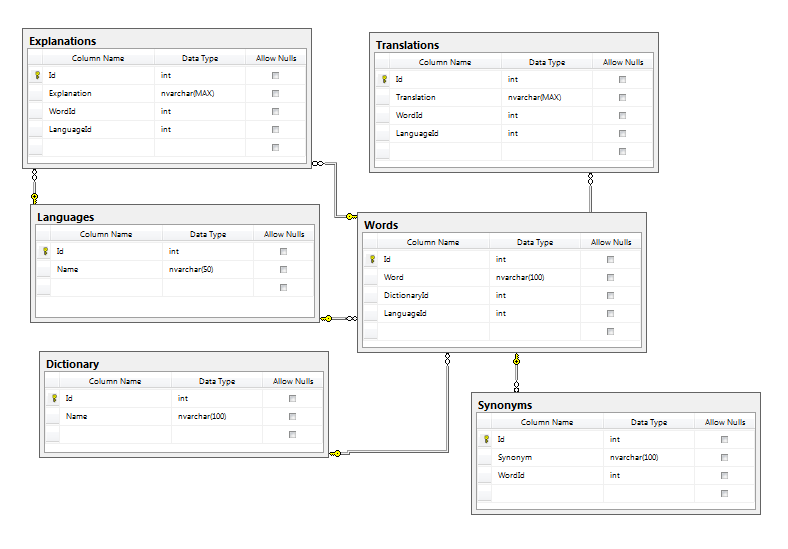 Explanations
Column Name Data Type Allow Nulls
Id int
Explanation nvarchar(MAX)
WordId int
LanguageId int
Translations
Column Name Data Type Allow Nulls
Id int
Translation nvarchar(MAX)
WordId int
LanguageId int
Languages
Column Name Data Type Allow Nulls
Id int
Name nvarchar(50)
Words
Column Name Data Type Allow Nulls
Id int
Word nvarchar(100)
DictionaryId int
LanguageId int
Dictionary
Column Name Data Type Allow Nulls
Id int
Name nvarchar(100)
Synonyms
Column Name Data Type Allow Nulls
Id int
Synonym nvarchar(100)
WordId int